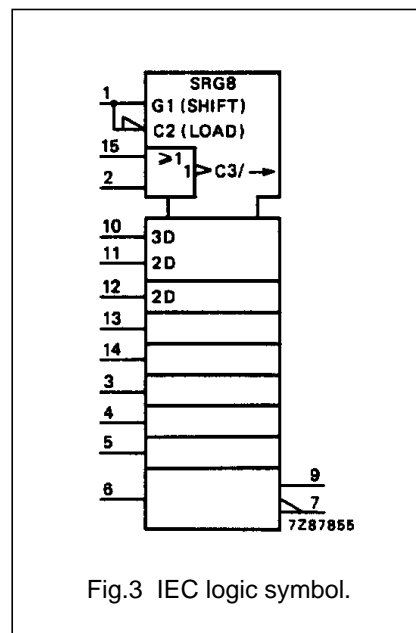 SRG8
1 G1 (SHIFT)
C2 (LOAD)
15 ≥1
1 C3/ →
2
10 3D
11 2D
12 2D
13
14
3
4
5
9
6
7
7Z87855
Fig.3 IEC logic symbol.